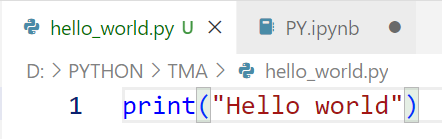 hello_world.py U PY.ipynb
D: > PYTHON > TMA > hello_world.py
1 print("Hello world")